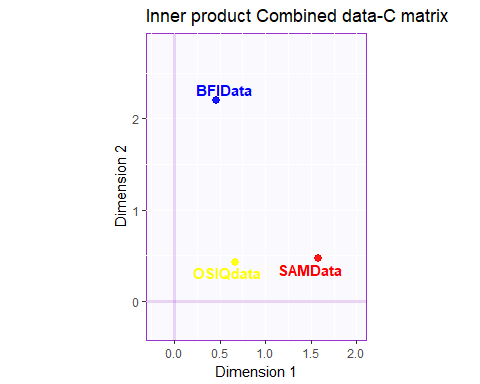 Inner product Combined data-C matrix
BFIData
OSIQdata
SAMData
2
1
0
Dimension 2
0.0 0.5 1.0 1.5 2.0
Dimension 1